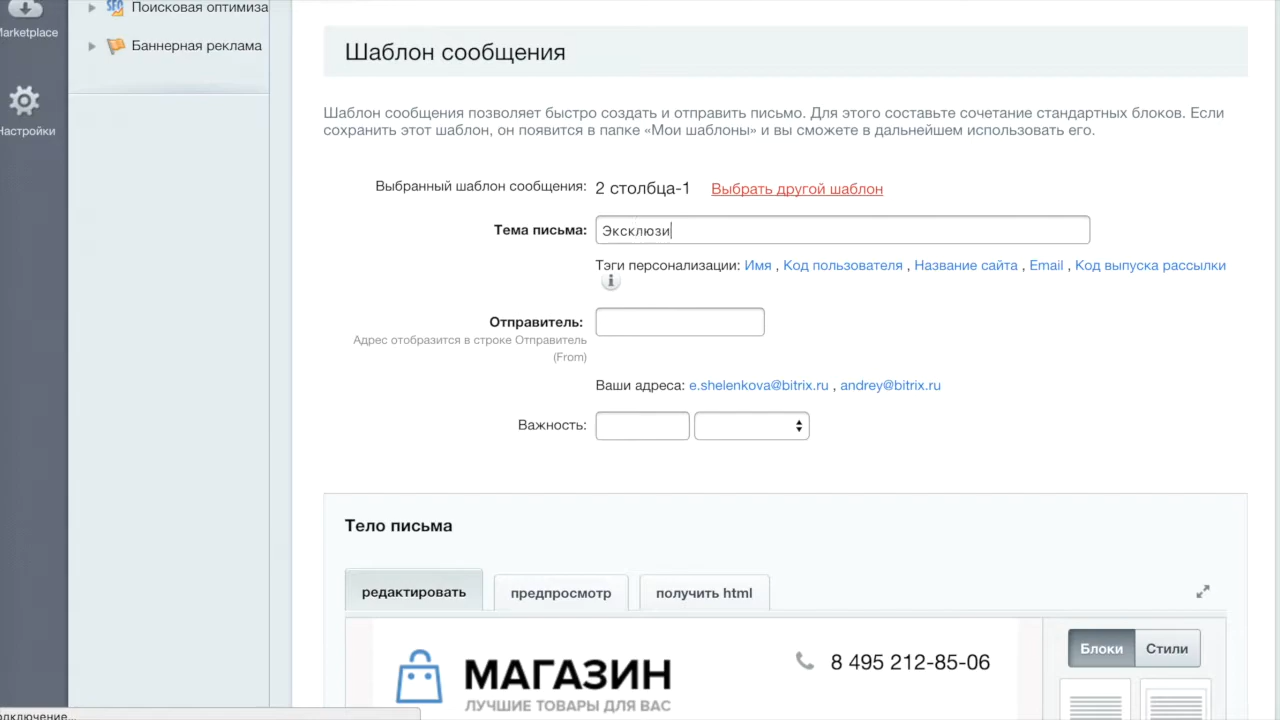 Marketplace
Настройки
Поисковая оптимиза
Баннерная реклама
Шаблон сообщения
Шаблон сообщения позволяет быстро создать и отправить письмо. Для этого составьте сочетание стандартных блоков. Если
сохранить этот шаблон, он появится в папке «Мои шаблоны» и вы сможете в дальнейшем использовать его.
Выбранный шаблон сообщения: 2 столбца-1 Выбрать другой шаблон
Тема письма: Эксклюзи
Тэги персонализации: Имя , Код пользователя , Название сайта , Email , Код выпуска рассылки
Отправитель:
Адрес отобразится в строке Отправитель
(From)
Ваши адреса: e.shelenkova@bitrix.ru , andrey@bitrix.ru
Важность:
Тело письма
редактировать предпросмотр получить html
Блоки Стили
МАГАЗИН
ЛУЧШИЕ ТОВАРЫ ДЛЯ ВАС
8 495 212-85-06
одключение...